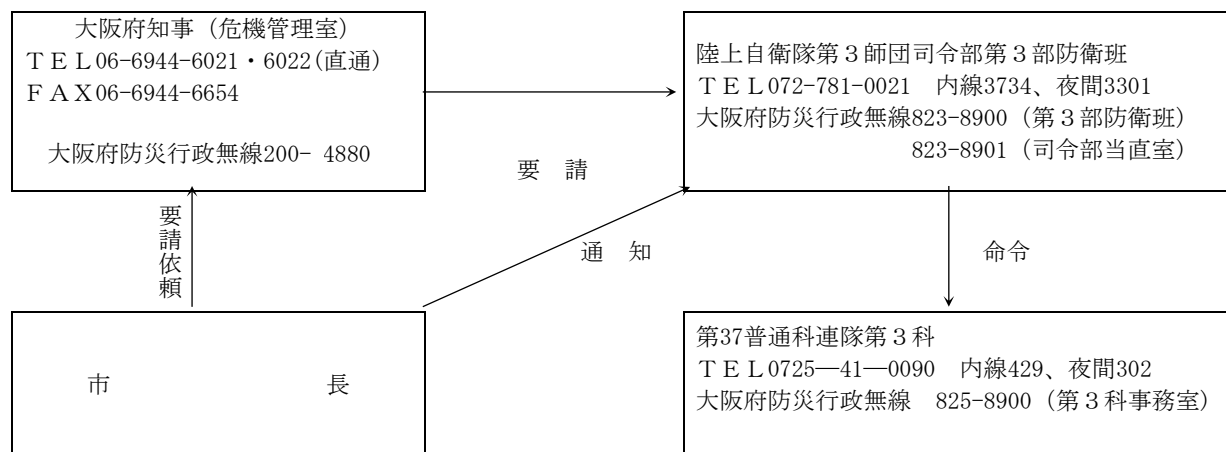 大阪府知事（危機管理室）
ＴＥＬ06-6944-6021・6022(直通)
ＦＡＸ06-6944-6654
大阪府防災行政無線200- 4880
陸上自衛隊第３師団司令部第３部防衛班
ＴＥＬ072-781-0021　内線3734、夜間3301
大阪府防災行政無線823-8900（第３部防衛班）
823-8901（司令部当直室）
要　請
要請依頼
通　知
命令
市　　　　　　　　　長
第37普通科連隊第３科
ＴＥＬ0725―41―0090　内線429、夜間302
大阪府防災行政無線　825-8900（第３科事務室）